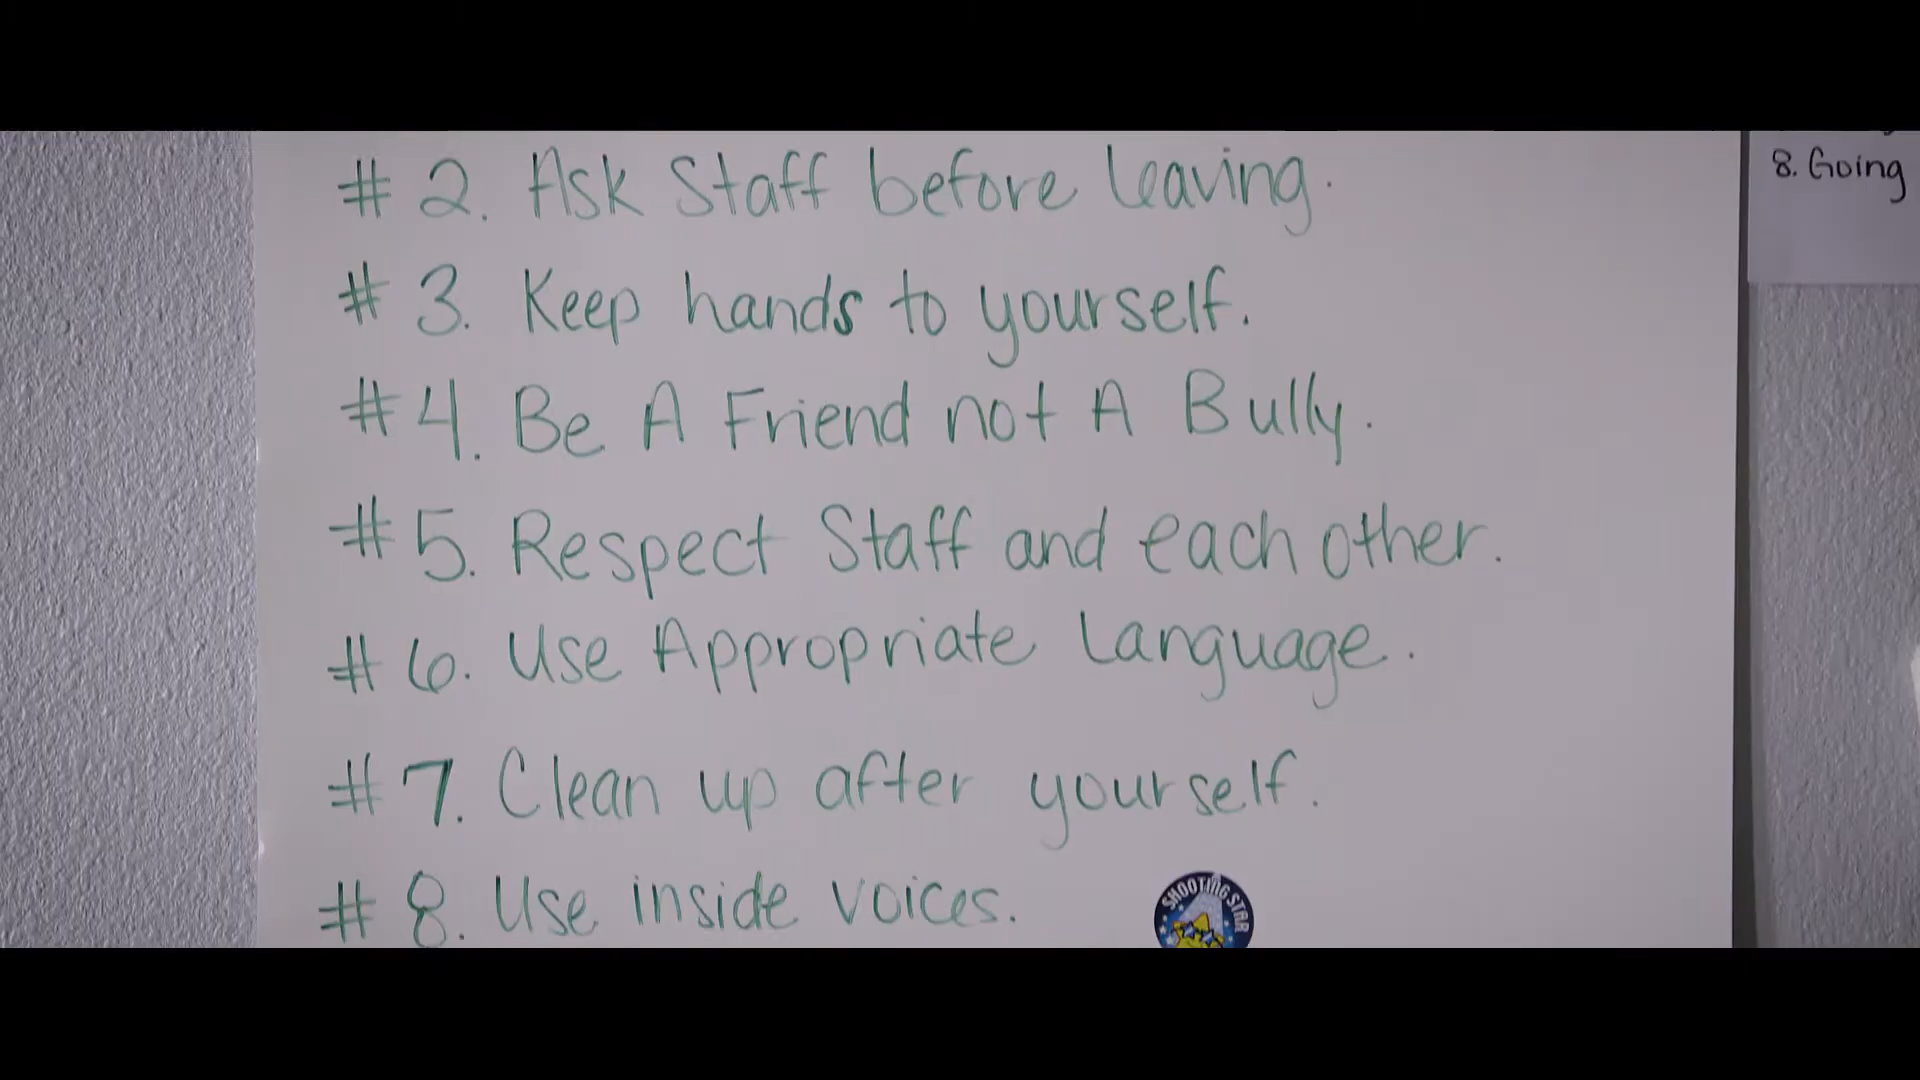 # 2. Ask Staff before leaving.
# 3. Keep hands to yourself.
# 4. Be A Friend not A Bully.
# 5. Respect Staff and each other.
# 6. Use Appropriate Language.
# 7. Clean up after yourself.
# 8. Use inside voices.
SHOOTING STAR
8. Going